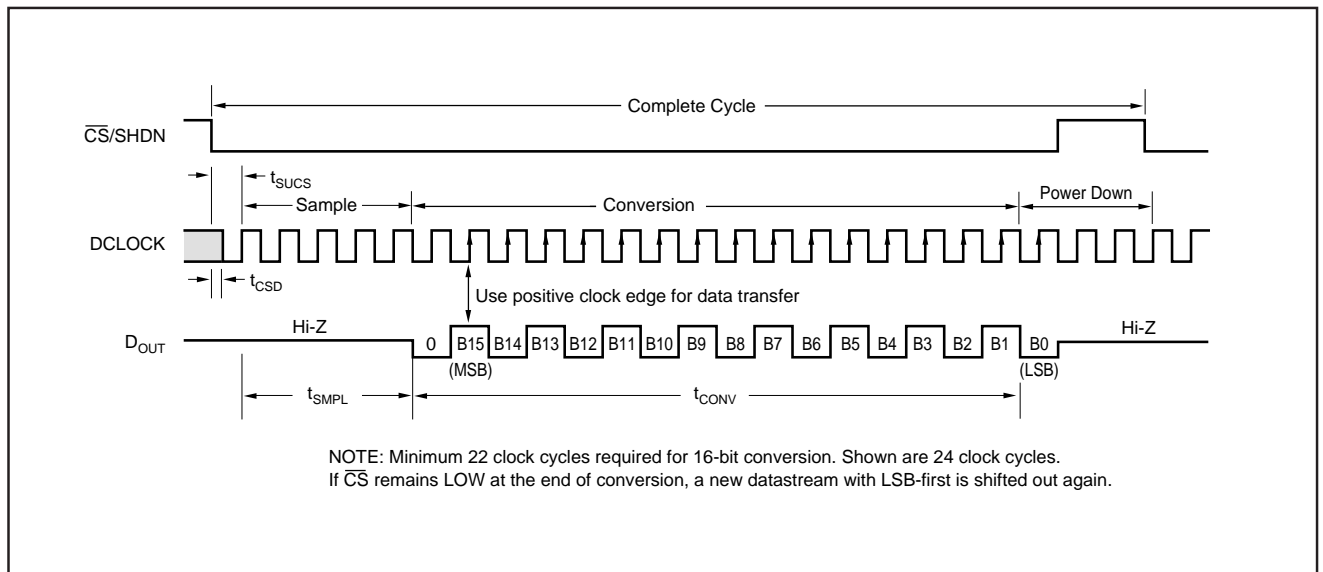 Complete Cycle
CS/SHDN
tSUCS
Power Down
Sample
Conversion
DCLOCK
tCSD
Use positive clock edge for data transfer
Hi-Z
Hi-Z
DOUT
0 B15 B14 B13 B12 B11 B10 B9 B8 B7 B6 B5 B4 B3 B2 B1 B0
(MSB)
(LSB)
tSMPL
tCONV
NOTE: Minimum 22 clock cycles required for 16-bit conversion. Shown are 24 clock cycles.
If CS remains LOW at the end of conversion, a new datastream with LSB-first is shifted out again.